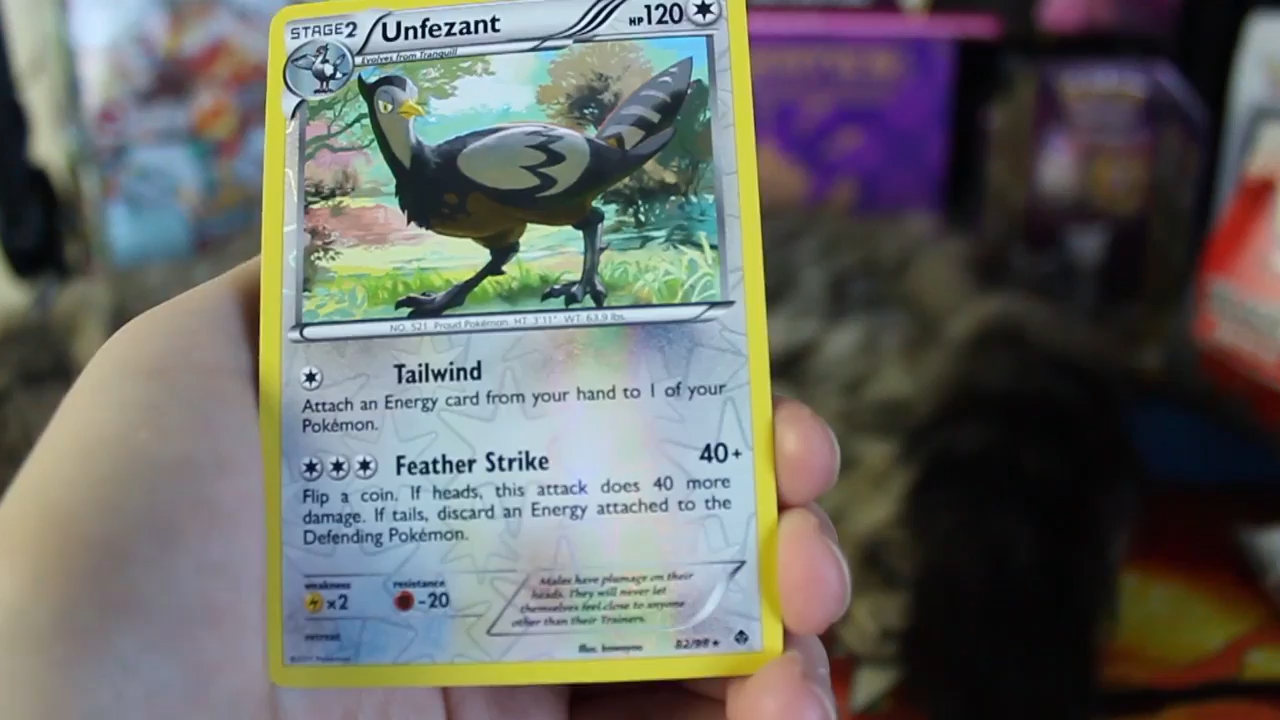 STAGE2 Unfezant HP120
Evolves from Tranquill
NO. 521 Proud Pokémon HT: 3'11" WT: 63.9 lbs.
Tailwind
Attach an Energy card from your hand to 1 of your
Pokémon.
Feather Strike 40+
Flip a coin. If heads, this attack does 40 more
damage. If tails, discard an Energy attached to the
Defending Pokémon.
weakness resistance
×2 -20
Males have plumage on their
heads. They will never let
themselves feel close to anyone
other than their Trainers.
retreat
Illus. 
82/98
©2011 Pokémon